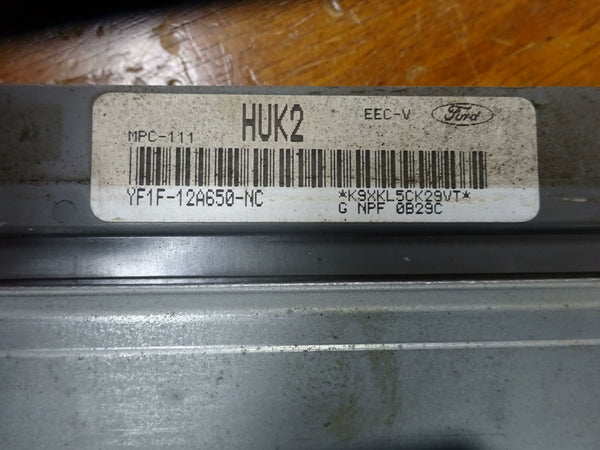 HUK2
EEC-V
Ford
MPC-111
YF1F-12A650-NC
*K9XKL5CK29VT*
G NPF 0B29C